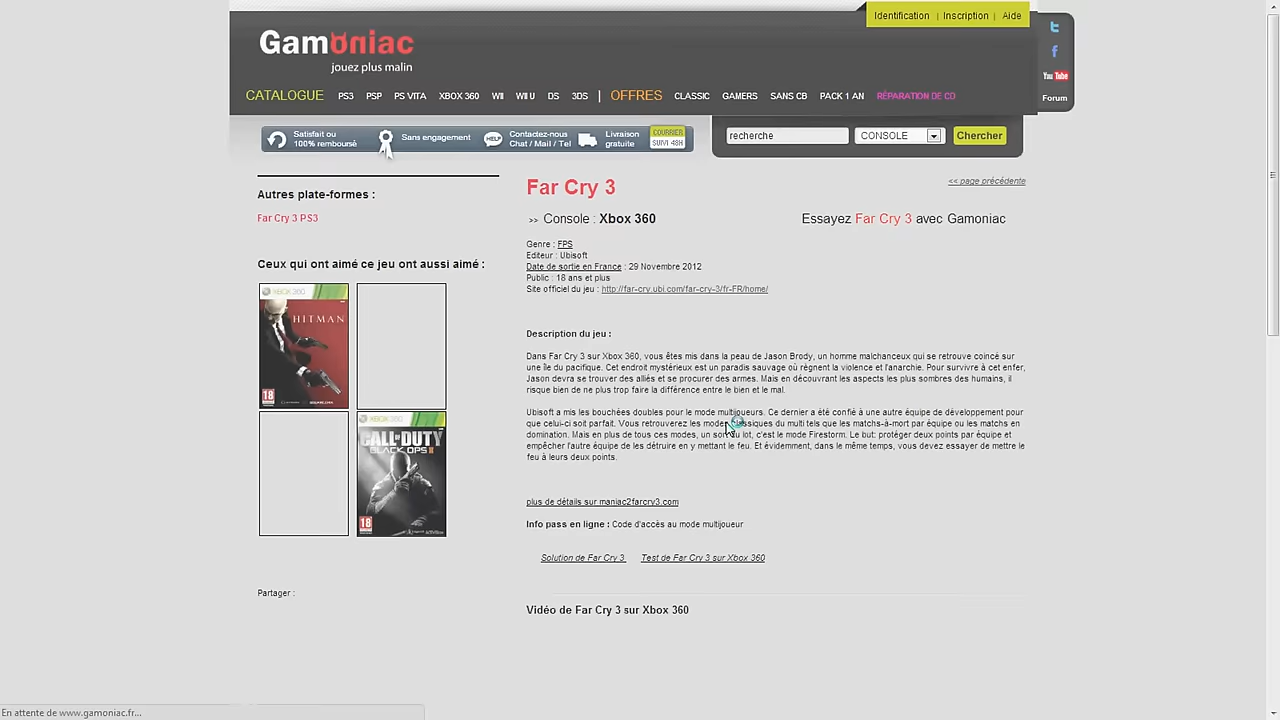 Identification | Inscription | Aide
Gamoniac
jouez plus malin
You Tube
Forum
CATALOGUE PS3 PSP PS VITA XBOX 360 WII WII U DS 3DS | OFFRES CLASSIC GAMERS SANS CB PACK 1 AN RÉPARATION DE CD
Satisfait ou
100% remboursé
Sans engagement
HELP
Contactez-nous
Chat / Mail / Tel
Livraison
gratuite
COURRIER
SUIVI 48H
recherche CONSOLE Chercher
Autres plate-formes :
Far Cry 3 PS3
Ceux qui ont aimé ce jeu ont aussi aimé :
XBOX 360
HITMAN
18
XBOX 360
CALL OF DUTY
BLACK OPS II
18
Partager :
Far Cry 3
<< page précédente
>> Console : Xbox 360
Essayez Far Cry 3 avec Gamoniac
Genre : FPS
Editeur : Ubisoft
Date de sortie en France : 29 Novembre 2012
Public : 18 ans et plus
Site officiel du jeu : http://far-cry.ubi.com/far-cry-3/fr-FR/home/
Description du jeu :
Dans Far Cry 3 sur Xbox 360, vous êtes mis dans la peau de Jason Brody, un homme malchanceux qui se retrouve coincé sur
une île du pacifique. Cet endroit mystérieux est un paradis sauvage où règnent la violence et l'anarchie. Pour survivre à cet enfer,
Jason devra se trouver des alliés et se procurer des armes. Mais en découvrant les aspects les plus sombres des humains, il
risque bien de ne plus trop faire la différence entre le bien et le mal.
Ubisoft a mis les bouchées doubles pour le mode multijoueurs. Ce dernier a été confié à une autre équipe de développement pour
que celui-ci soit parfait. Vous retrouverez les modes classiques du multi tels que les matchs-à-mort par équipe ou les matchs en
domination. Mais en plus de tous ces modes, un sort du lot, c'est le mode Firestorm. Le but: protéger deux points par équipe et
empêcher l'autre équipe de les détruire en y mettant le feu. Et évidemment, dans le même temps, vous devez essayer de mettre le
feu à leurs deux points.
plus de détails sur maniac2farcry3.com
Info pass en ligne : Code d'accès au mode multijoueur
Solution de Far Cry 3 Test de Far Cry 3 sur Xbox 360
Vidéo de Far Cry 3 sur Xbox 360
En attente de www.gamoniac.fr...